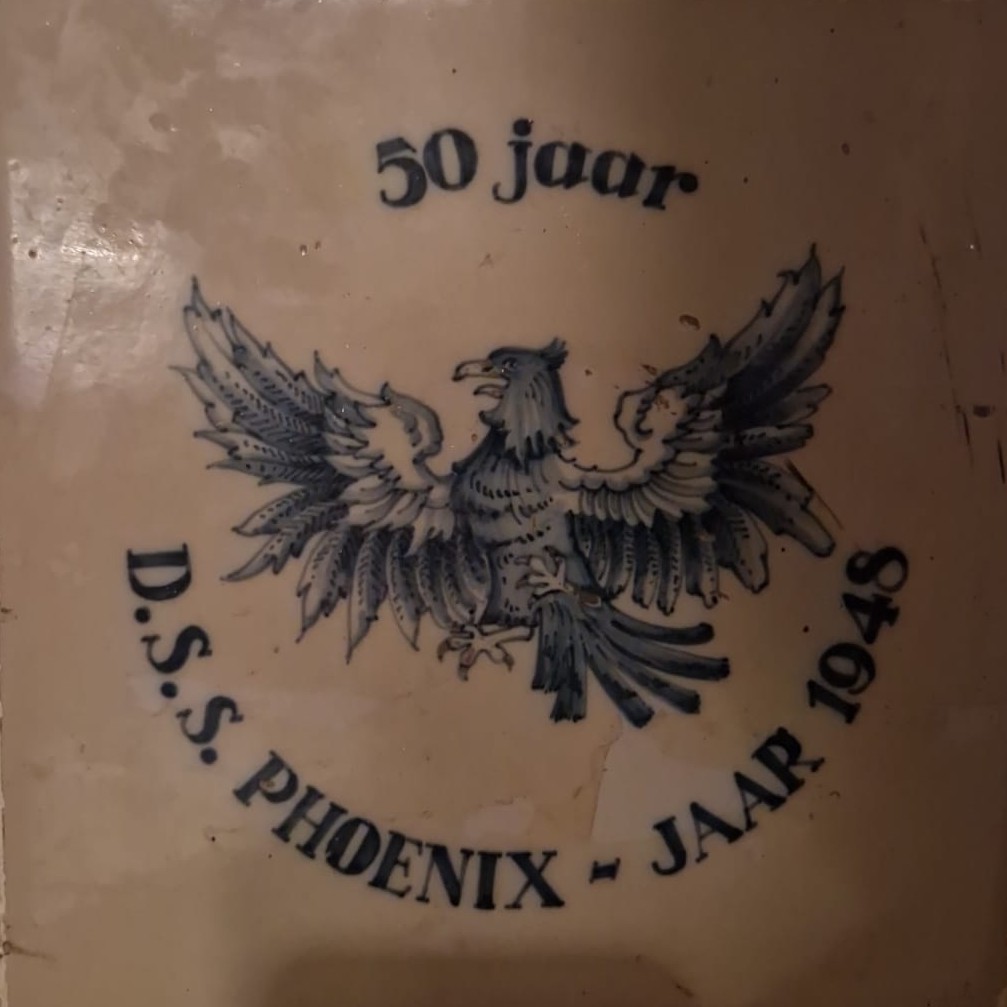 50 jaar
D.S.S. PHOENIX - JAAR 1948